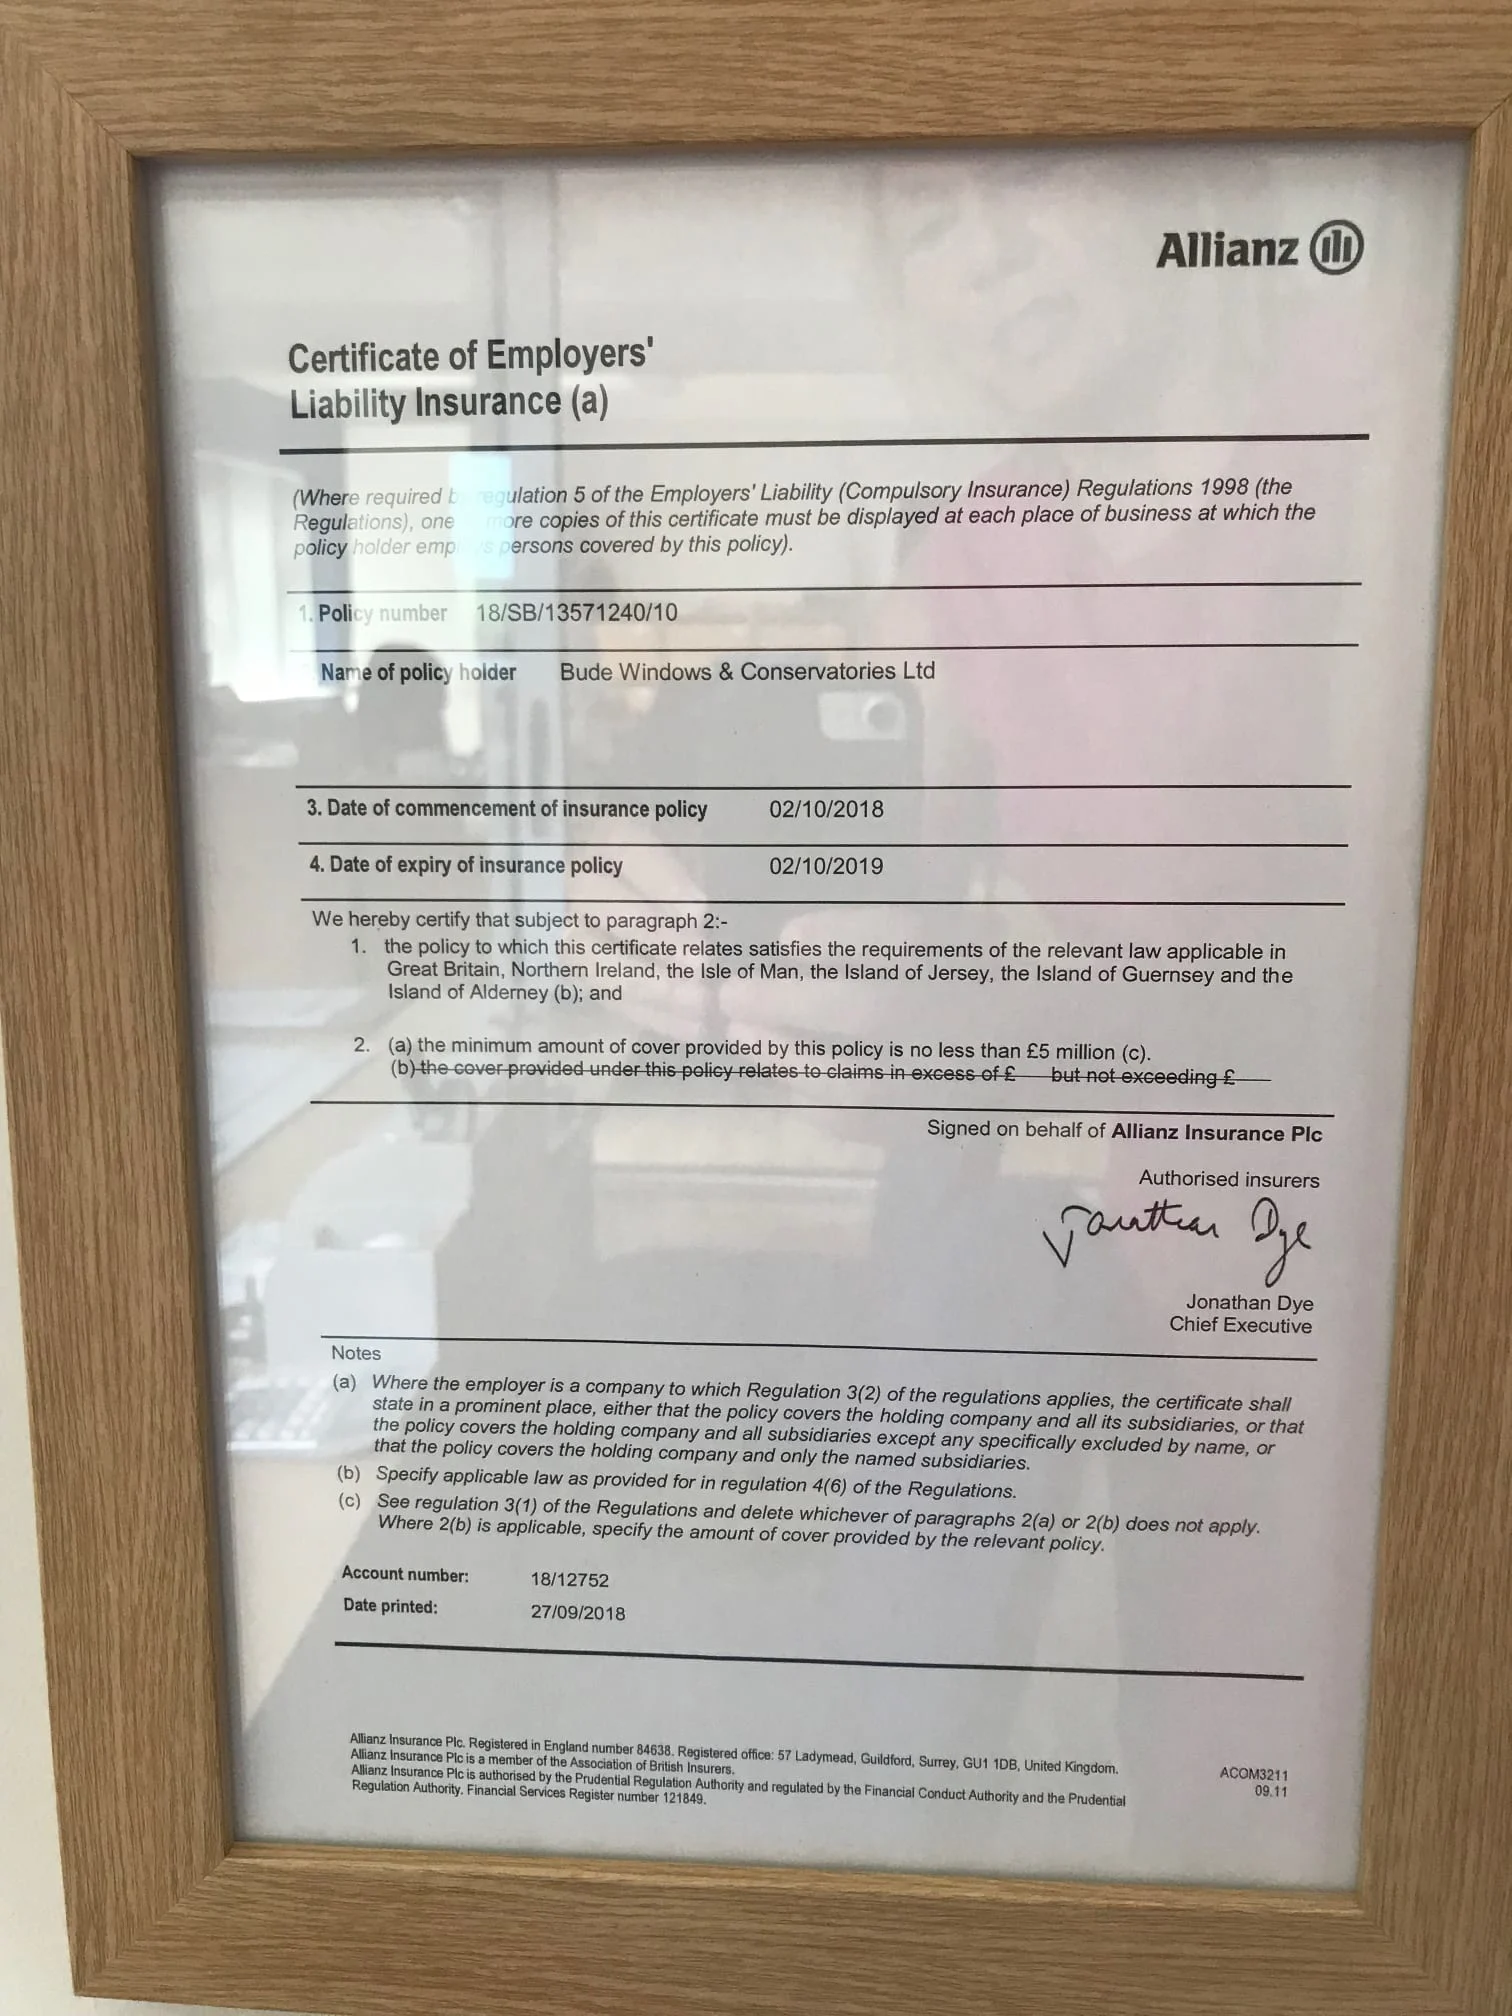 Allianz
Certificate of Employers'
Liability Insurance (a)
(Where required b egulation 5 of the Employers' Liability (Compulsory Insurance) Regulations 1998 (the
Regulations), one ore copies of this certificate must be displayed at each place of business at which the
policy holder emp s persons covered by this policy).
1. Policy number 18/SB/13571240/10
Name of policy holder Bude Windows & Conservatories Ltd
3. Date of commencement of insurance policy 02/10/2018
4. Date of expiry of insurance policy 02/10/2019
We hereby certify that subject to paragraph 2:-
1. the policy to which this certificate relates satisfies the requirements of the relevant law applicable in
Great Britain, Northern Ireland, the Isle of Man, the Island of Jersey, the Island of Guernsey and the
Island of Alderney (b); and
2. (a) the minimum amount of cover provided by this policy is no less than £5 million (c).
(b) the cover provided under this policy relates to claims in excess of £ but not exceeding £
Signed on behalf of Allianz Insurance Plc
Authorised insurers
Jonathan Dye
Jonathan Dye
Chief Executive
Notes
(a) Where the employer is a company to which Regulation 3(2) of the regulations applies, the certificate shall
state in a prominent place, either that the policy covers the holding company and all its subsidiaries, or that
the policy covers the holding company and all subsidiaries except any specifically excluded by name, or
that the policy covers the holding company and only the named subsidiaries.
(b) Specify applicable law as provided for in regulation 4(6) of the Regulations.
(c) See regulation 3(1) of the Regulations and delete whichever of paragraphs 2(a) or 2(b) does not apply.
Where 2(b) is applicable, specify the amount of cover provided by the relevant policy.
Account number: 18/12752
Date printed: 27/09/2018
Allianz Insurance Plc. Registered in England number 84638. Registered office: 57 Ladymead, Guildford, Surrey, GU1 1DB, United Kingdom.
Allianz Insurance Plc is a member of the Association of British Insurers.
Allianz Insurance Plc is authorised by the Prudential Regulation Authority and regulated by the Financial Conduct Authority and the Prudential
Regulation Authority. Financial Services Register number 121849.
ACOM3211
09.11